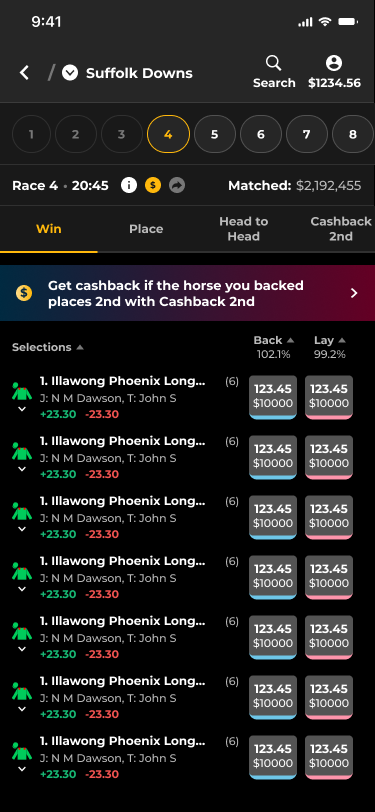 9:41
Suffolk Downs
Search
$1234.56
1 2 3 4 5 6 7 8
Race 4 • 20:45
i $
Matched: $2,192,455
Win
Place
Head to
Head
Cashback
2nd
$
Get cashback if the horse you backed
places 2nd with Cashback 2nd
Selections
Back
102.1%
Lay
99.2%
1. Illawong Phoenix Long... (6)
J: N M Dawson, T: John S
+23.30 -23.30
123.45
$10000
123.45
$10000
1. Illawong Phoenix Long... (6)
J: N M Dawson, T: John S
+23.30 -23.30
123.45
$10000
123.45
$10000
1. Illawong Phoenix Long... (6)
J: N M Dawson, T: John S
+23.30 -23.30
123.45
$10000
123.45
$10000
1. Illawong Phoenix Long... (6)
J: N M Dawson, T: John S
+23.30 -23.30
123.45
$10000
123.45
$10000
1. Illawong Phoenix Long... (6)
J: N M Dawson, T: John S
+23.30 -23.30
123.45
$10000
123.45
$10000
1. Illawong Phoenix Long... (6)
J: N M Dawson, T: John S
+23.30 -23.30
123.45
$10000
123.45
$10000
1. Illawong Phoenix Long... (6)
J: N M Dawson, T: John S
+23.30 -23.30
123.45
$10000
123.45
$10000